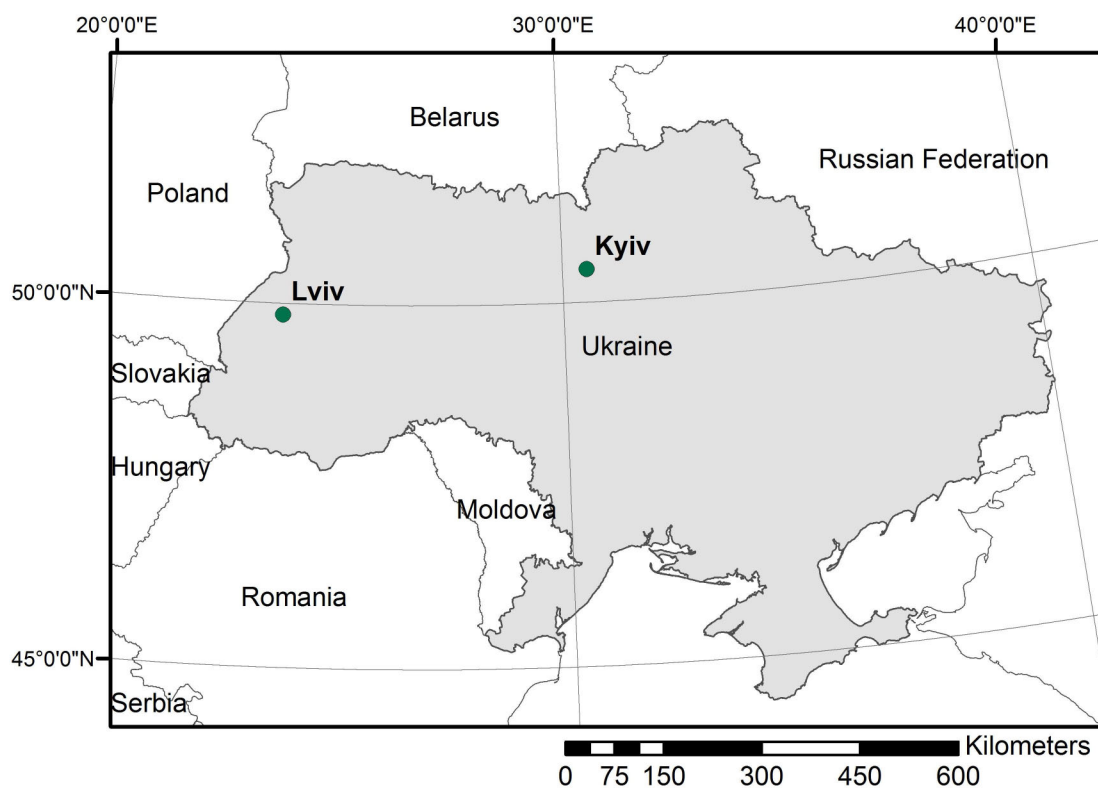 20°0'0"E 30°0'0"E 40°0'0"E
Belarus
Russian Federation
Poland
Kyiv
50°0'0"N
Lviv
Ukraine
Slovakia
Hungary
Moldova
Romania
45°0'0"N
Serbia
Kilometers
0 75 150 300 450 600